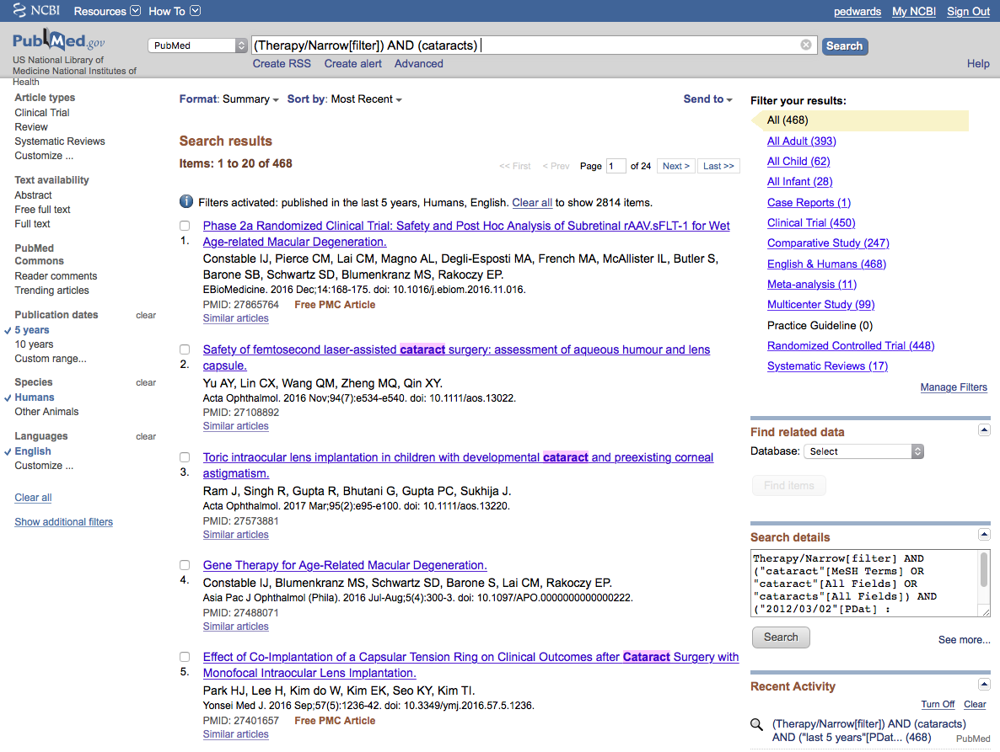 NCBI Resources How To pedwards My NCBI Sign Out
PubMed.gov
US National Library of
Medicine National Institutes of
Health
PubMed (Therapy/Narrow[filter]) AND (cataracts) Search
Create RSS Create alert Advanced Help
Article types
Clinical Trial
Review
Systematic Reviews
Customize ...
Text availability
Abstract
Free full text
Full text
PubMed
Commons
Reader comments
Trending articles
Publication dates clear
5 years
10 years
Custom range...
Species clear
Humans
Other Animals
Languages clear
English
Customize ...
Clear all
Show additional filters
Format: Summary Sort by: Most Recent Send to
Search results
Items: 1 to 20 of 468
<< First < Prev Page 1 of 24 Next > Last >>
Filters activated: published in the last 5 years, Humans, English. Clear all to show 2814 items.
Phase 2a Randomized Clinical Trial: Safety and Post Hoc Analysis of Subretinal rAAV.sFLT-1 for Wet
1. Age-related Macular Degeneration.
Constable IJ, Pierce CM, Lai CM, Magno AL, Degli-Esposti MA, French MA, McAllister IL, Butler S,
Barone SB, Schwartz SD, Blumenkranz MS, Rakoczy EP.
EBioMedicine. 2016 Dec;14:168-175. doi: 10.1016/j.ebiom.2016.11.016.
PMID: 27865764 Free PMC Article
Similar articles
Safety of femtosecond laser-assisted cataract surgery: assessment of aqueous humour and lens
2. capsule.
Yu AY, Lin CX, Wang QM, Zheng MQ, Qin XY.
Acta Ophthalmol. 2016 Nov;94(7):e534-e540. doi: 10.1111/aos.13022.
PMID: 27108892
Similar articles
Toric intraocular lens implantation in children with developmental cataract and preexisting corneal
3. astigmatism.
Ram J, Singh R, Gupta R, Bhutani G, Gupta PC, Sukhija J.
Acta Ophthalmol. 2017 Mar;95(2):e95-e100. doi: 10.1111/aos.13220.
PMID: 27573881
Similar articles
Gene Therapy for Age-Related Macular Degeneration.
4. Constable IJ, Blumenkranz MS, Schwartz SD, Barone S, Lai CM, Rakoczy EP.
Asia Pac J Ophthalmol (Phila). 2016 Jul-Aug;5(4):300-3. doi: 10.1097/APO.0000000000000222.
PMID: 27488071
Similar articles
Effect of Co-Implantation of a Capsular Tension Ring on Clinical Outcomes after Cataract Surgery with
5. Monofocal Intraocular Lens Implantation.
Park HJ, Lee H, Kim do W, Kim EK, Seo KY, Kim TI.
Yonsei Med J. 2016 Sep;57(5):1236-42. doi: 10.3349/ymj.2016.57.5.1236.
PMID: 27401657 Free PMC Article
Similar articles
Filter your results:
All (468)
All Adult (393)
All Child (62)
All Infant (28)
Case Reports (1)
Clinical Trial (450)
Comparative Study (247)
English & Humans (468)
Meta-analysis (11)
Multicenter Study (99)
Practice Guideline (0)
Randomized Controlled Trial (448)
Systematic Reviews (17)
Manage Filters
Find related data
Database: Select
Find items
Search details
Therapy/Narrow[filter] AND
("cataract"[MeSH Terms] OR
"cataract"[All Fields] OR
"cataracts"[All Fields]) AND
("2012/03/02"[PDat] :
Search See more...
Recent Activity
Turn Off Clear
(Therapy/Narrow[filter]) AND (cataracts)
AND ("last 5 years"[PDat... (468) PubMed